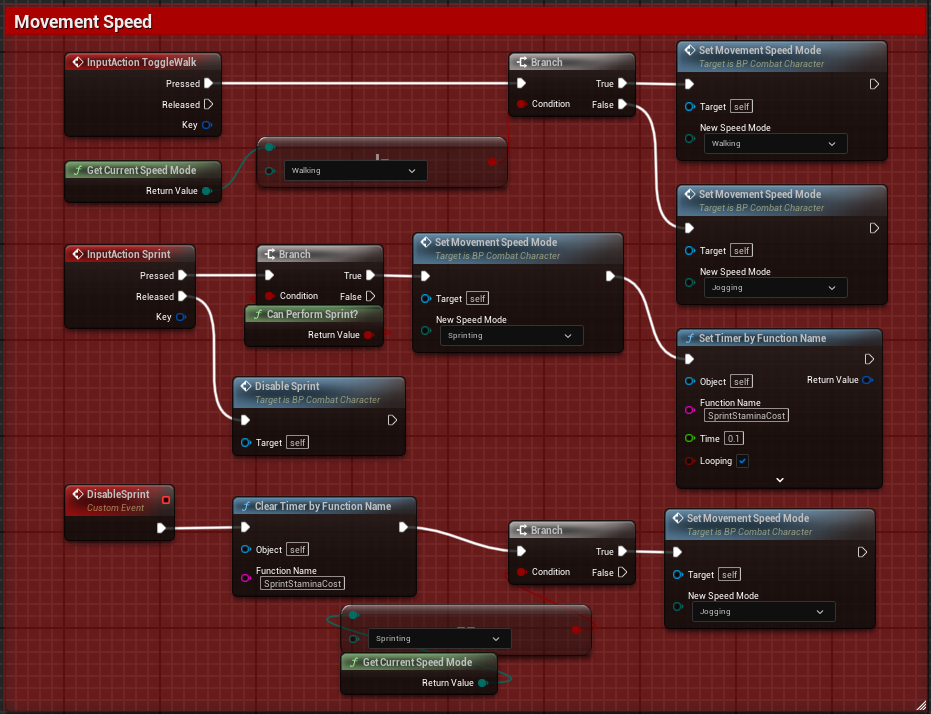 Movement Speed
InputAction ToggleWalk
Pressed
Released
Key
Branch
True
Condition
False
Set Movement Speed Mode
Target is BP Combat Character
Target self
New Speed Mode
Walking
Get Current Speed Mode
Return Value
Walking
Set Movement Speed Mode
Target is BP Combat Character
Target self
New Speed Mode
Jogging
InputAction Sprint
Pressed
Released
Key
Branch
True
Condition
False
Can Perform Sprint?
Return Value
Set Movement Speed Mode
Target is BP Combat Character
Target self
New Speed Mode
Sprinting
Set Timer by Function Name
Object self
Return Value
Function Name
SprintStaminaCost
Time 0.1
Looping
Disable Sprint
Target is BP Combat Character
Target self
DisableSprint
Custom Event
Clear Timer by Function Name
Object self
Function Name
SprintStaminaCost
Branch
True
Condition
False
Set Movement Speed Mode
Target is BP Combat Character
Target self
New Speed Mode
Jogging
==
Sprinting
Get Current Speed Mode
Return Value